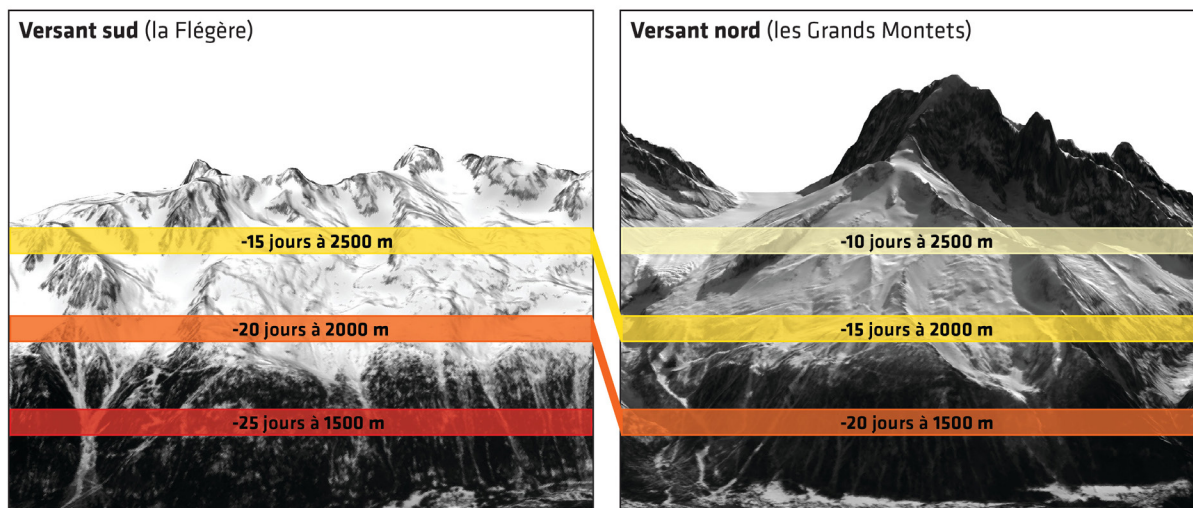 Versant sud (la Flégère)
-15 jours à 2500 m
-20 jours à 2000 m
-25 jours à 1500 m
Versant nord (les Grands Montets)
-10 jours à 2500 m
-15 jours à 2000 m
-20 jours à 1500 m